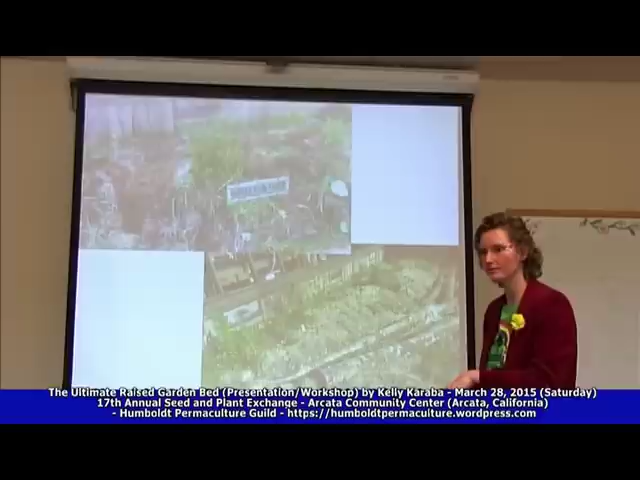 The Ultimate Raised Garden Bed (Presentation/Workshop) by Kelly Karaba - March 28, 2015 (Saturday)
17th Annual Seed and Plant Exchange - Arcata Community Center (Arcata, California)
- Humboldt Permaculture Guild - https://humboldtpermaculture.wordpress.com